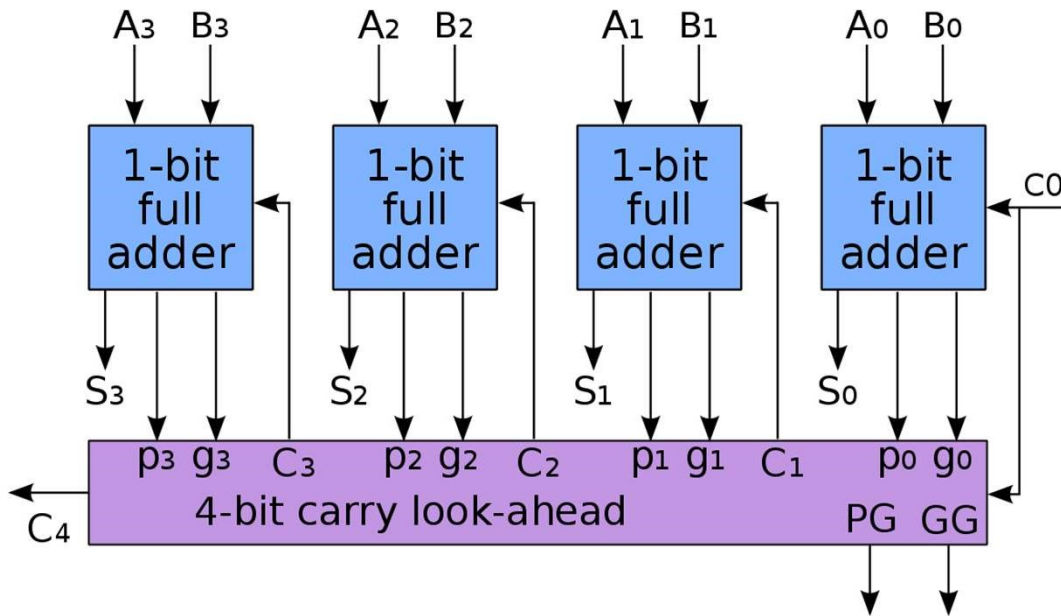 A₃ B₃ A₂ B₂ A₁ B₁ A₀ B₀
1-bit full adder
1-bit full adder
1-bit full adder
1-bit full adder
C0
S₃ S₂ S₁ S₀
p₃ g₃ C₃ p₂ g₂ C₂ p₁ g₁ C₁ p₀ g₀
4-bit carry look-ahead PG GG
C₄